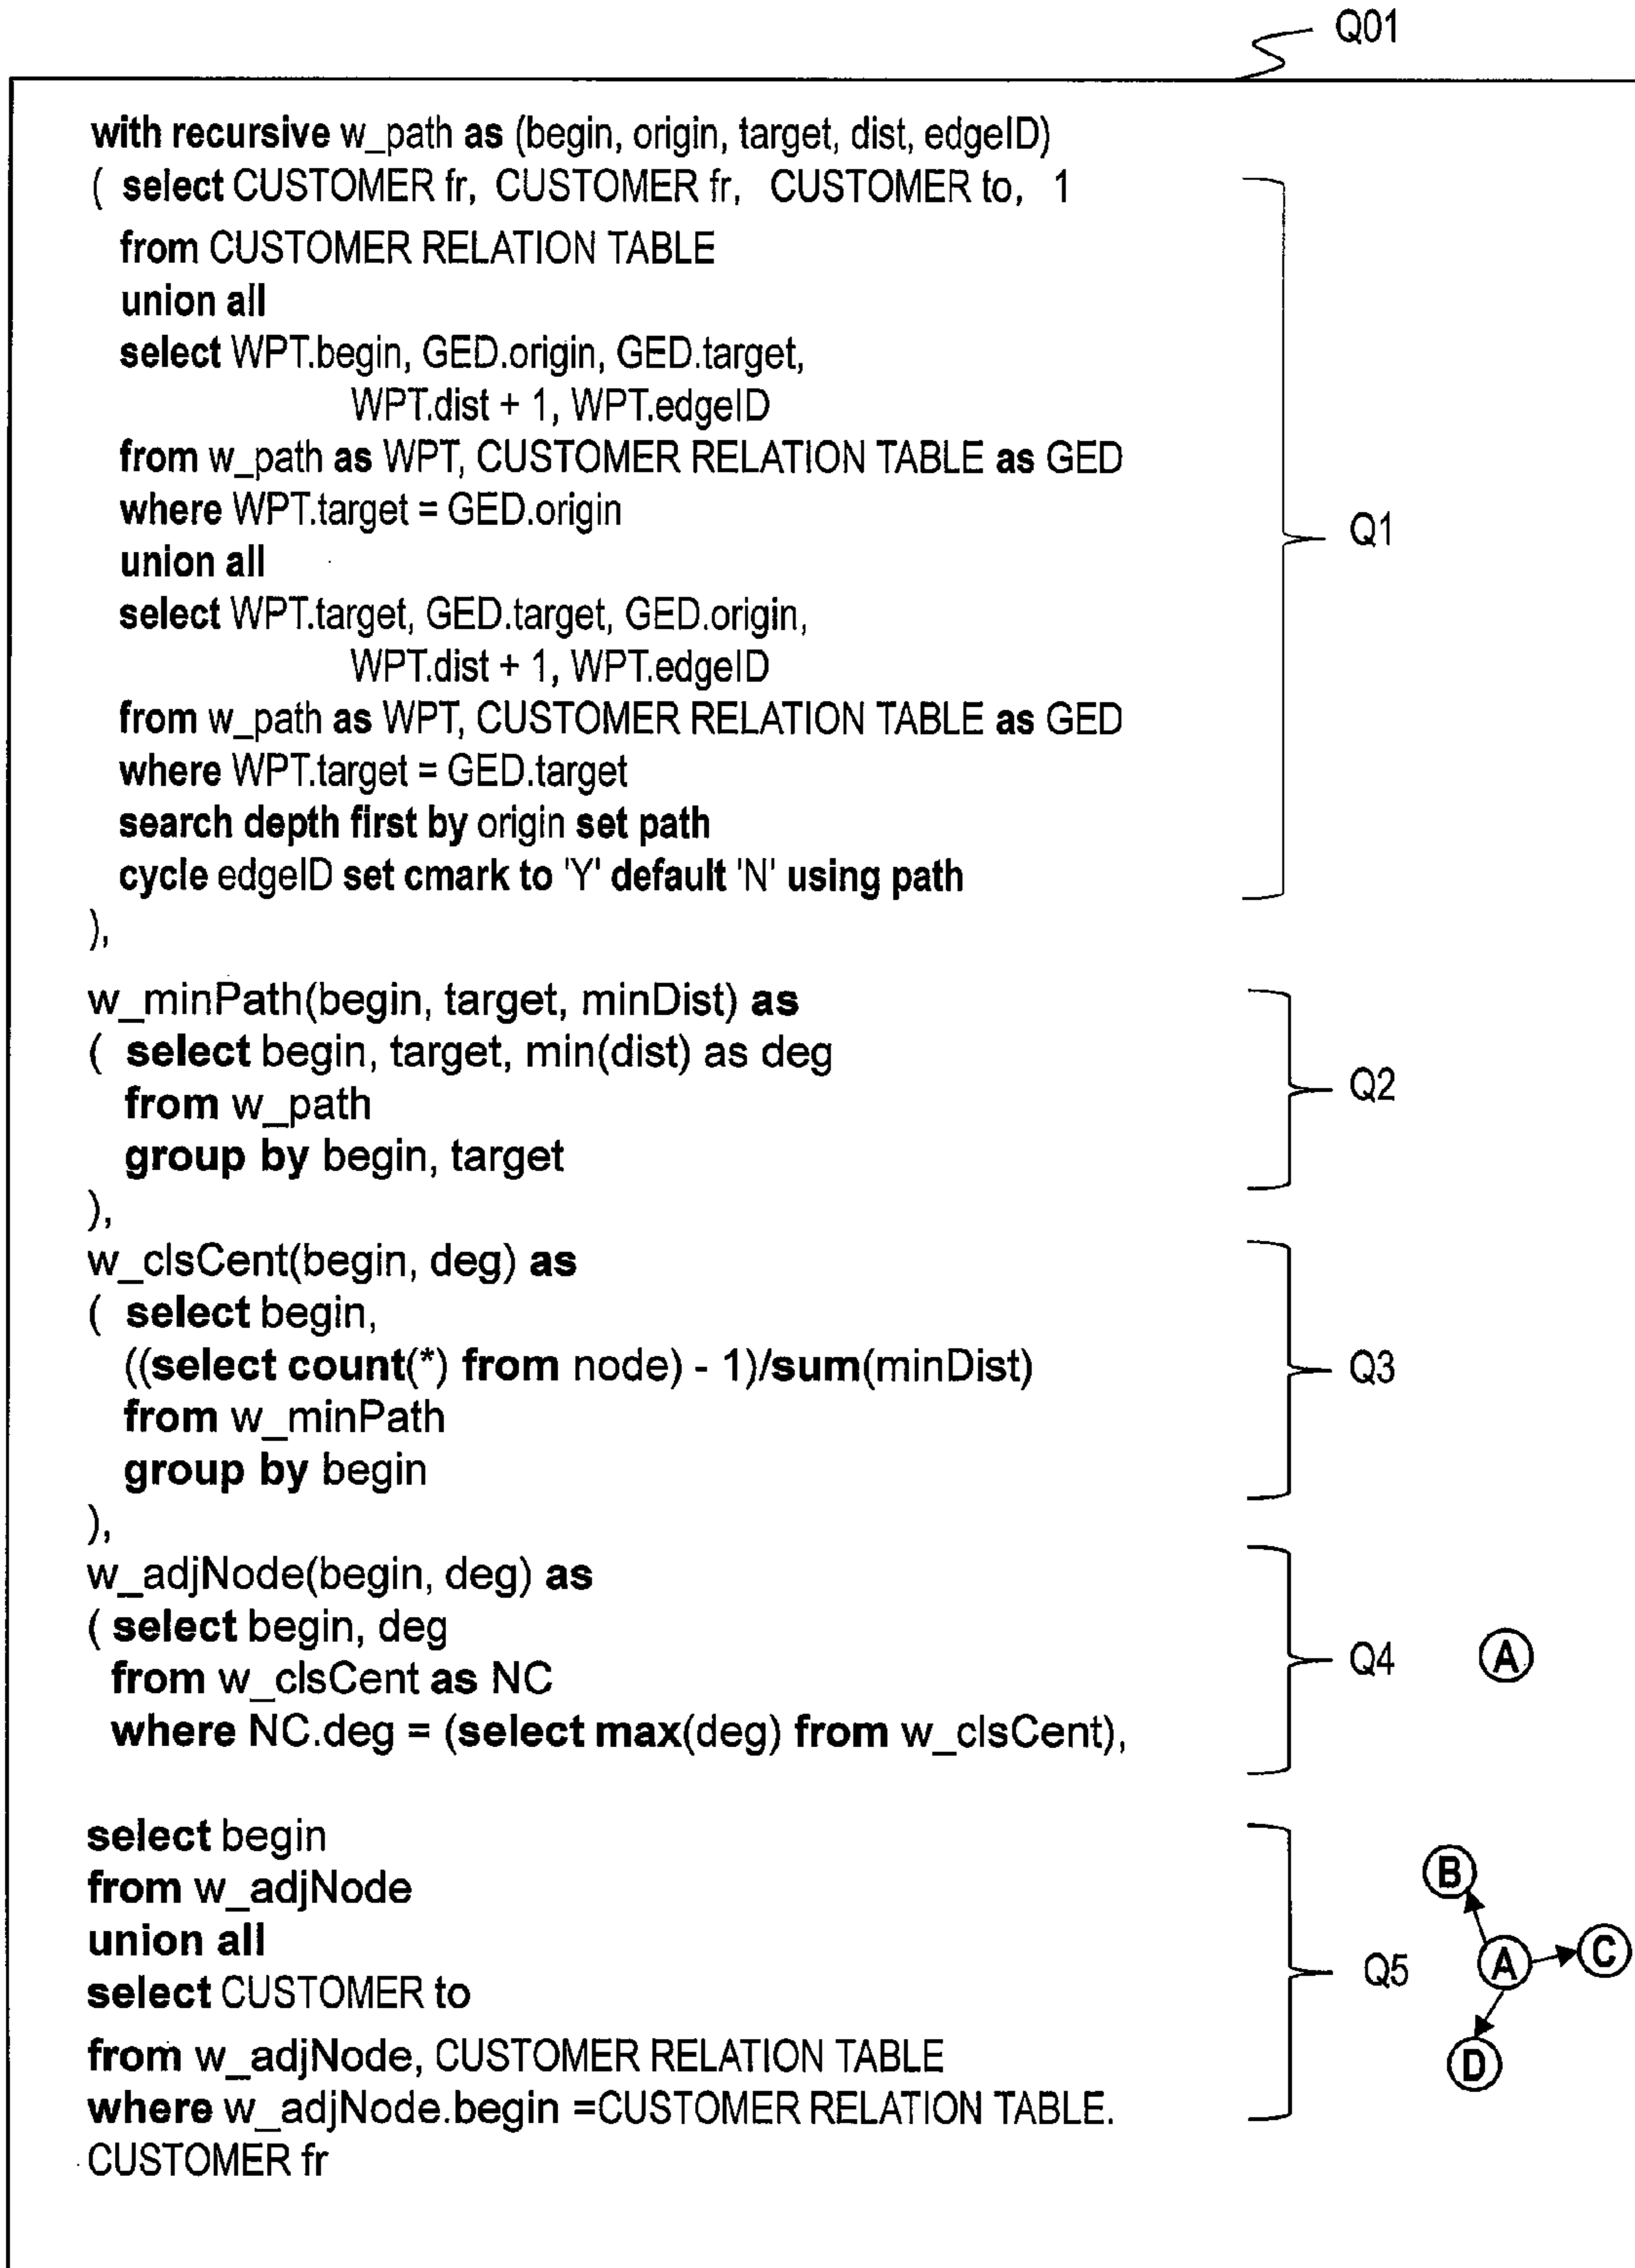 Q01
with recursive w_path as (begin, origin, target, dist, edgeID)
( select CUSTOMER fr, CUSTOMER fr, CUSTOMER to, 1
from CUSTOMER RELATION TABLE
union all
select WPT.begin, GED.origin, GED.target,
WPT.dist + 1, WPT.edgeID
from w_path as WPT, CUSTOMER RELATION TABLE as GED
where WPT.target = GED.origin
Q1
union all
select WPT.target, GED.target, GED.origin,
WPT.dist + 1, WPT.edgeID
from w_path as WPT, CUSTOMER RELATION TABLE as GED
where WPT.target = GED.target
search depth first by origin set path
cycle edgeID set cmark to 'Y' default 'N' using path
),
w_minPath(begin, target, minDist) as
( select begin, target, min(dist) as deg
Q2
from w_path
group by begin, target
),
w_clsCent(begin, deg) as
( select begin,
((select count(*) from node) - 1)/sum(minDist)
Q3
from w_minPath
group by begin
),
w_adjNode(begin, deg) as
( select begin, deg
from w_clsCent as NC
Q4
A
where NC.deg = (select max(deg) from w_clsCent),
select begin
from w_adjNode
B
union all
C
A
Q5
select CUSTOMER to
from w_adjNode, CUSTOMER RELATION TABLE
D
where w_adjNode.begin =CUSTOMER RELATION TABLE.
CUSTOMER fr